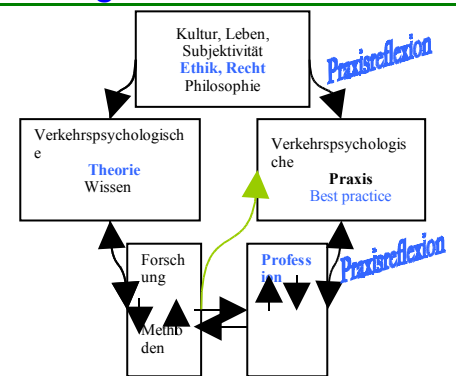 Kultur, Leben,
Subjektivität
Ethik, Recht
Philosophie
Praxisreflexion
Verkehrspsychologisch
e
Theorie
Wissen
Verkehrspsychologis
che
Praxis
Best practice
Forsch
ung
Metho
den
Profess
ion
Praxisreflexion